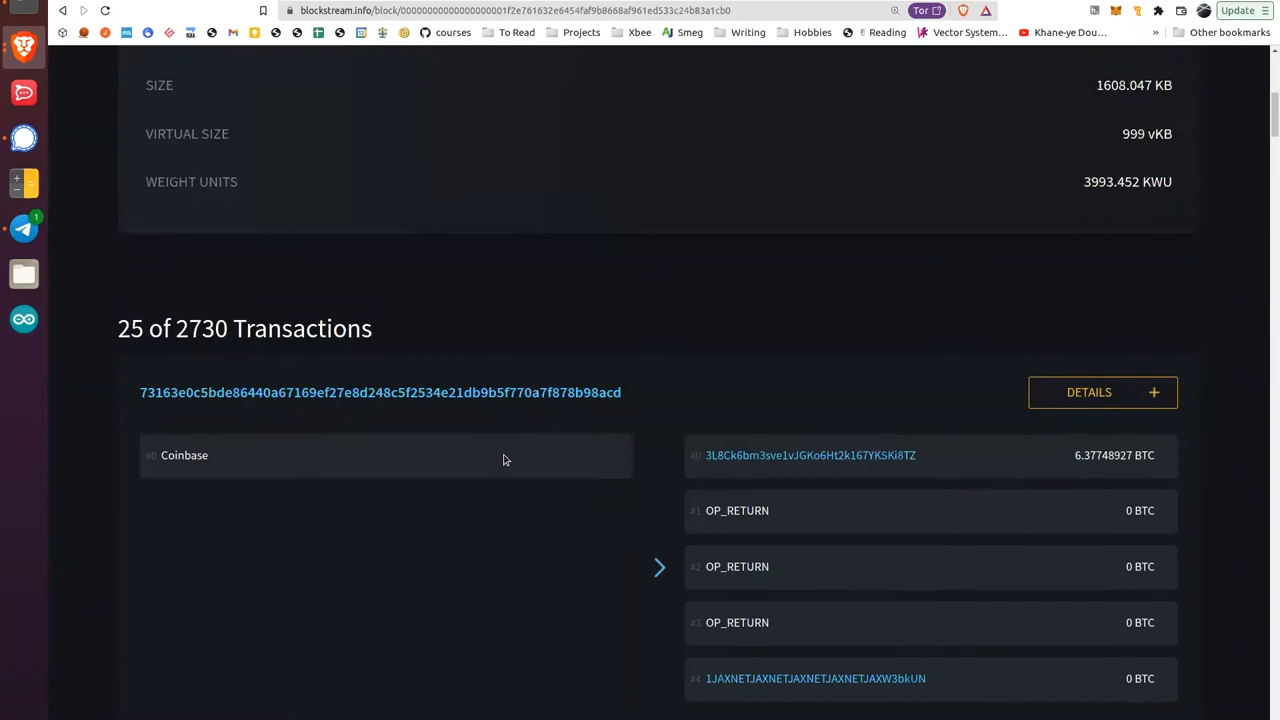 blockstream.info/block/00000000000000000001f2e761632e6454faf9b8668af961ed533c24b83a1cb0
Tor
Update
courses
To Read
Projects
Xbee
Smeg
Writing
Hobbies
Reading
Vector System...
Khane-ye Dou...
»
Other bookmarks
1
SIZE 1608.047 KB
VIRTUAL SIZE 999 vKB
WEIGHT UNITS 3993.452 KWU
25 of 2730 Transactions
73163e0c5bde86440a67169ef27e8d248c5f2534e21db9b5f770a7f878b98acd DETAILS +
#0 Coinbase
#0 3L8Ck6bm3sve1vJGKo6Ht2k167YKSKi8TZ 6.37748927 BTC
#1 OP_RETURN 0 BTC
#2 OP_RETURN 0 BTC
#3 OP_RETURN 0 BTC
#4 1JAXNETJAXNETJAXNETJAXNETJAXW3bkUN 0 BTC